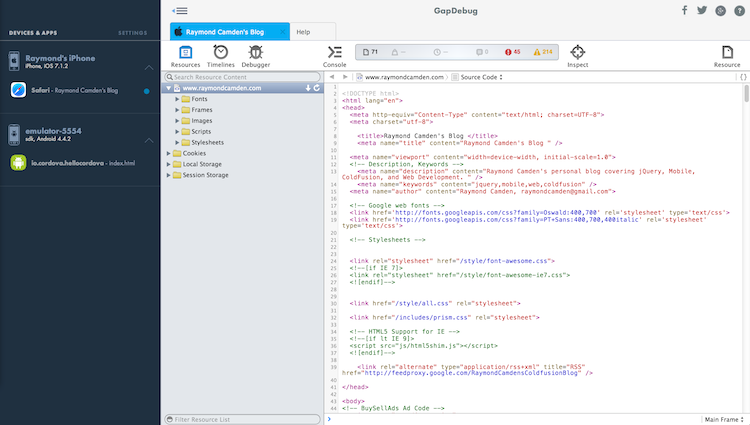 GapDebug
DEVICES & APPS
SETTINGS
Raymond's iPhone
iPhone, iOS 7.1.2
Safari - Raymond Camden's Blog
emulator-5554
sdk, Android 4.4.2
io.cordova.hellocordova - index.html
Raymond Camden's Blog
Help
Resources
Timelines
Debugger
Console
71
0
45
214
Inspect
Resource
Search Resource Content
www.raymondcamden.com
Fonts
Frames
Images
Scripts
Stylesheets
Cookies
Local Storage
Session Storage
Filter Resource List
www.raymondcamden.com
Source Code
{}
1
2 <!DOCTYPE html>
3 <html lang="en">
4 <head>
5 <meta http-equiv="Content-Type" content="text/html; charset=UTF-8">
6 <meta charset="utf-8">
7
8 <title>Raymond Camden's Blog </title>
9 <meta name="title" content="Raymond Camden's Blog " />
10
11 <meta name="viewport" content="width=device-width, initial-scale=1.0">
12 <!-- Description, Keywords -->
13 <meta name="description" content="Raymond Camden's personal blog covering jQuery, Mobile,
Coldfusion, and Web Development. " />
14 <meta name="keywords" content="jquery,mobile,web,coldfusion" />
15 <meta name="author" content="Raymond Camden, raymondcamden@gmail.com">
16
17 <!-- Google web fonts -->
18 <link href='http://fonts.googleapis.com/css?family=Oswald:400,700' rel='stylesheet' type='text/css'>
19 <link href='http://fonts.googleapis.com/css?family=PT+Sans:400,700,400italic' rel='stylesheet'
type='text/css'>
20
21 <!-- Stylesheets -->
22
23
24 <link rel="stylesheet" href="/style/font-awesome.css">
25 <!--[if IE 7]>
26 <link rel="stylesheet" href="/style/font-awesome-ie7.css">
27 <![endif]-->
28
29
30 <link href="/style/all.css" rel="stylesheet">
31
32 <link href="/includes/prism.css" rel="stylesheet">
33
34 <!-- HTML5 Support for IE -->
35 <!--[if lt IE 9]>
36 <script src="js/html5shim.js"></script>
37 <![endif]-->
38
39 <link rel="alternate" type="application/rss+xml" title="RSS"
href="http://feedproxy.google.com/RaymondCamdensColdfusionBlog" />
40
41 </head>
42
43 <body>
44 <!-- BuySellAds Ad Code -->
Main Frame